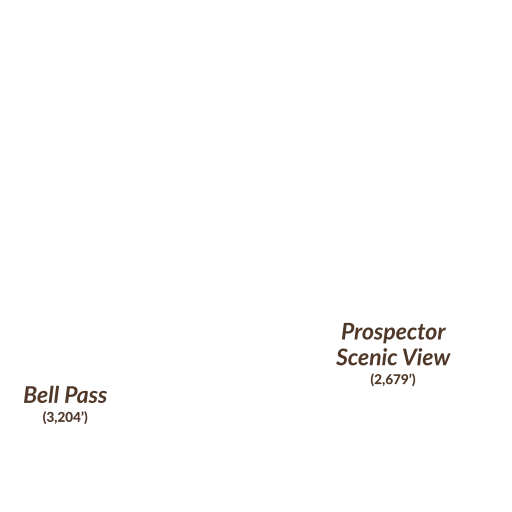 Prospector
Scenic View
(2,679’)
Bell Pass
(3,204’)